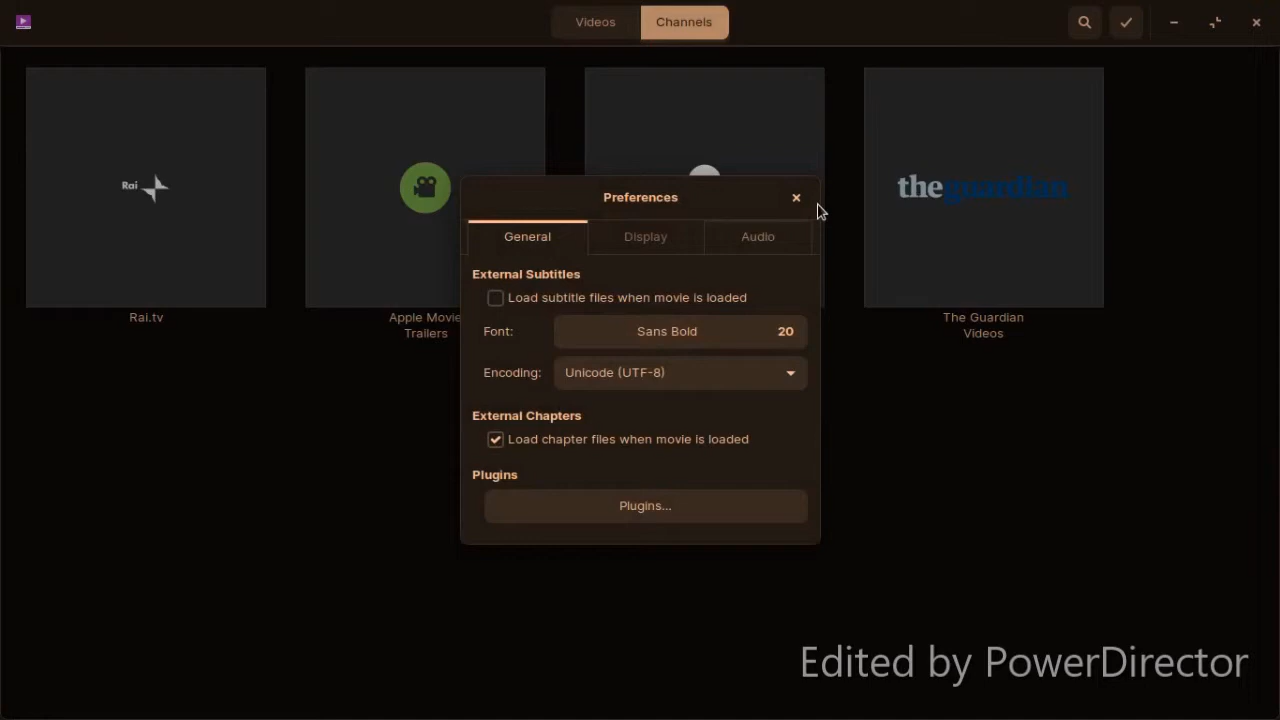 Videos
Channels
Rai
theguardian
Preferences
General
Display
Audio
External Subtitles
Load subtitle files when movie is loaded
Font:
Sans Bold
20
Encoding:
Unicode (UTF-8)
External Chapters
Load chapter files when movie is loaded
Plugins
Plugins...
Rai.tv
Apple Movie
Trailers
The Guardian
Videos
Edited by PowerDirector